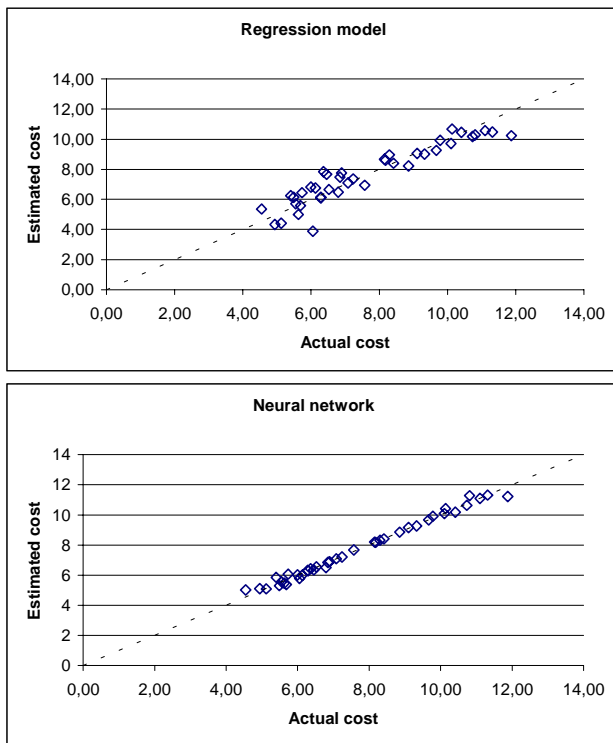 Regression model
14,00
12,00
10,00
8,00
6,00
4,00
2,00
0,00
Estimated cost
0,00 2,00 4,00 6,00 8,00 10,00 12,00 14,00
Actual cost
Neural network
14
12
10
8
6
4
2
0
Estimated cost
0,00 2,00 4,00 6,00 8,00 10,00 12,00 14,00
Actual cost